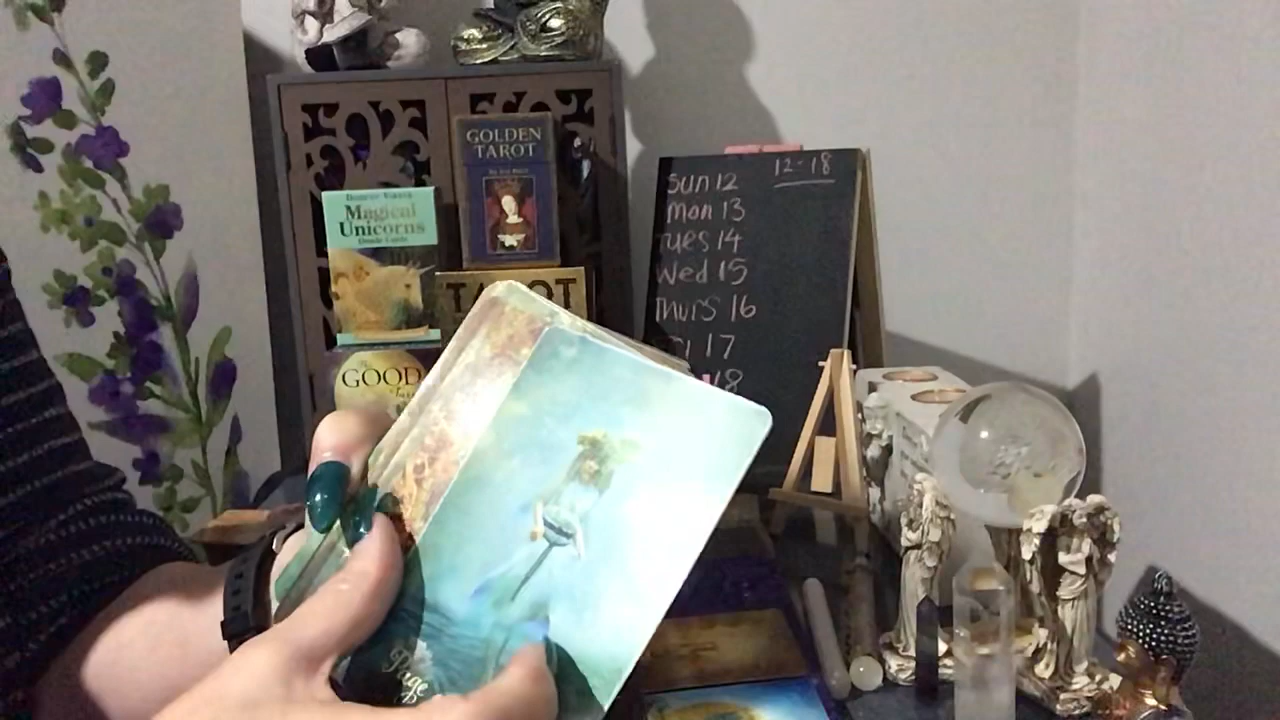 GOLDEN
TAROT
Magical
Unicorns
TAROT
GOOD
12-18
Sun 12
Mon 13
Tues 14
Wed 15
Thurs 16
17
18
Page